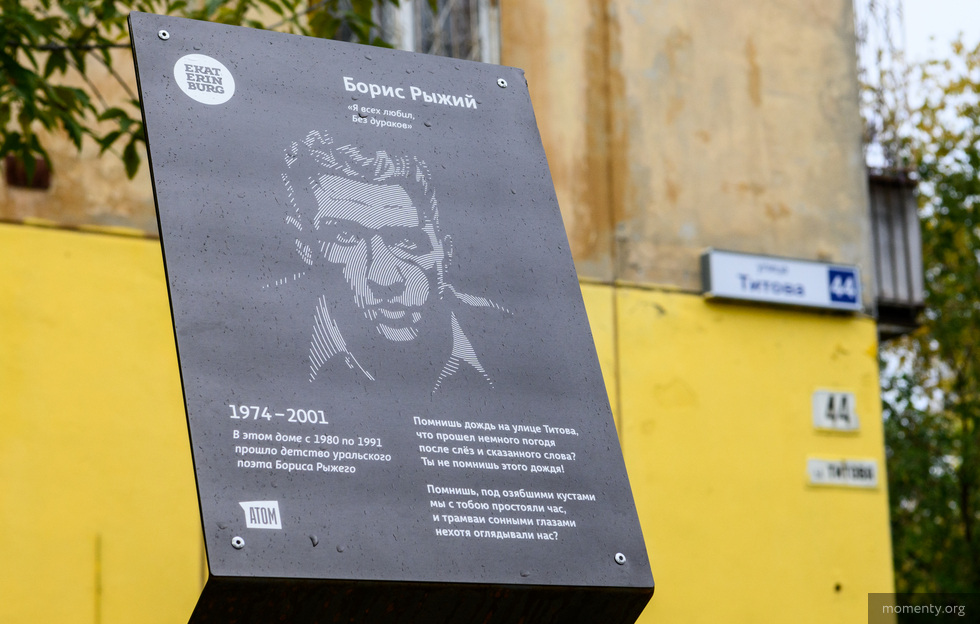 EKAT
ERIN
BURG
Борис Рыжий
«Я всех любил,
Без дураков»
1974–2001
В этом доме с 1980 по 1991
прошло детство уральского
поэта Бориса Рыжего
АТОМ
Помнишь дождь на улице Титова,
что прошел немного погодя
после слёз и сказанного слова?
Ты не помнишь этого дождя!
Помнишь, под озябшими кустами
мы с тобою простояли час,
и трамваи сонными глазами
нехотя оглядывали нас?
улица
Титова 44
44
ТИТОВА
momenty.org